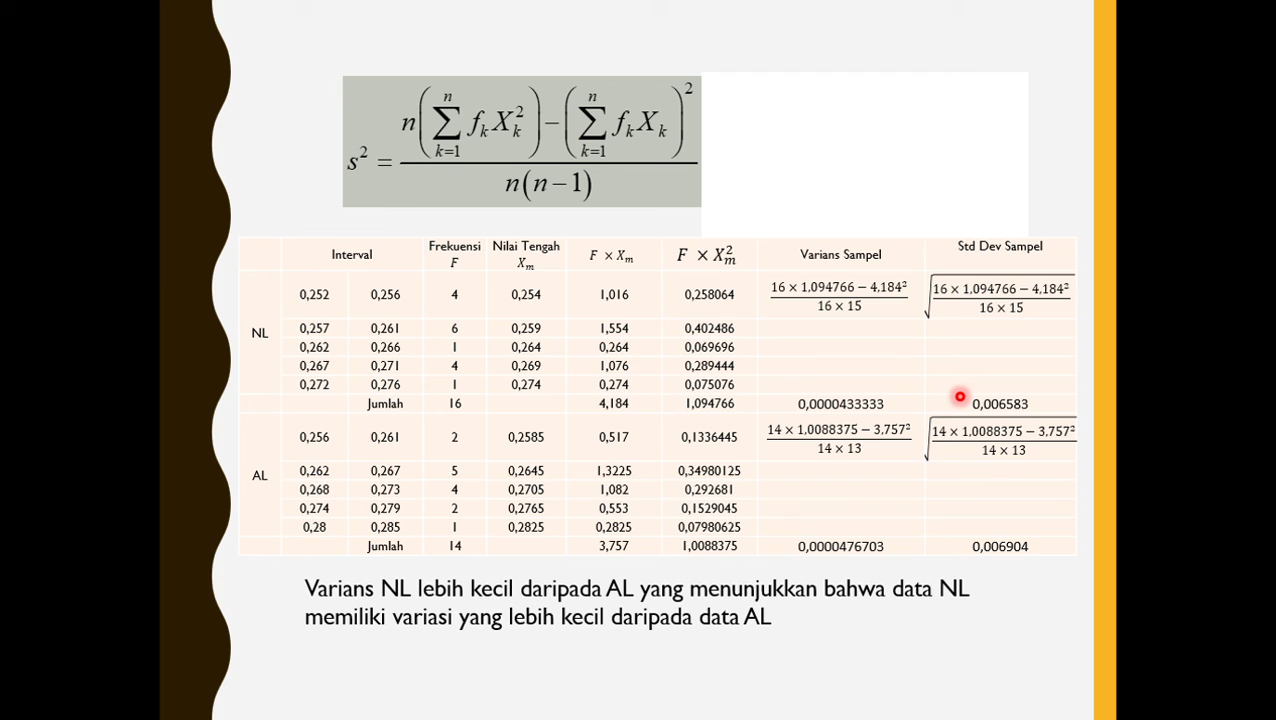 s² = n(∑ₖ₌₁ⁿ fₖXₖ²) − (∑ₖ₌₁ⁿ fₖXₖ)² / n(n−1)
Interval Frekuensi F Nilai Tengah Xₘ F × Xₘ F × Xₘ² Varians Sampel Std Dev Sampel
NL
0,252 0,256 4 0,254 1,016 0,258064 16 × 1,094766 − 4,184² / 16 × 15 √(16 × 1,094766 − 4,184² / 16 × 15)
0,257 0,261 6 0,259 1,554 0,402486
0,262 0,266 1 0,264 0,264 0,069696
0,267 0,271 4 0,269 1,076 0,289444
0,272 0,276 1 0,274 0,274 0,075076
Jumlah 16 4,184 1,094766 0,0000433333 0,006583
AL
0,256 0,261 2 0,2585 0,517 0,1336445 14 × 1,0088375 − 3,757² / 14 × 13 √(14 × 1,0088375 − 3,757² / 14 × 13)
0,262 0,267 5 0,2645 1,3225 0,34980125
0,268 0,273 4 0,2705 1,082 0,292681
0,274 0,279 2 0,2765 0,553 0,1529045
0,28 0,285 1 0,2825 0,2825 0,07980625
Jumlah 14 3,757 1,0088375 0,0000476703 0,006904
Varians NL lebih kecil daripada AL yang menunjukkan bahwa data NL
memiliki variasi yang lebih kecil daripada data AL